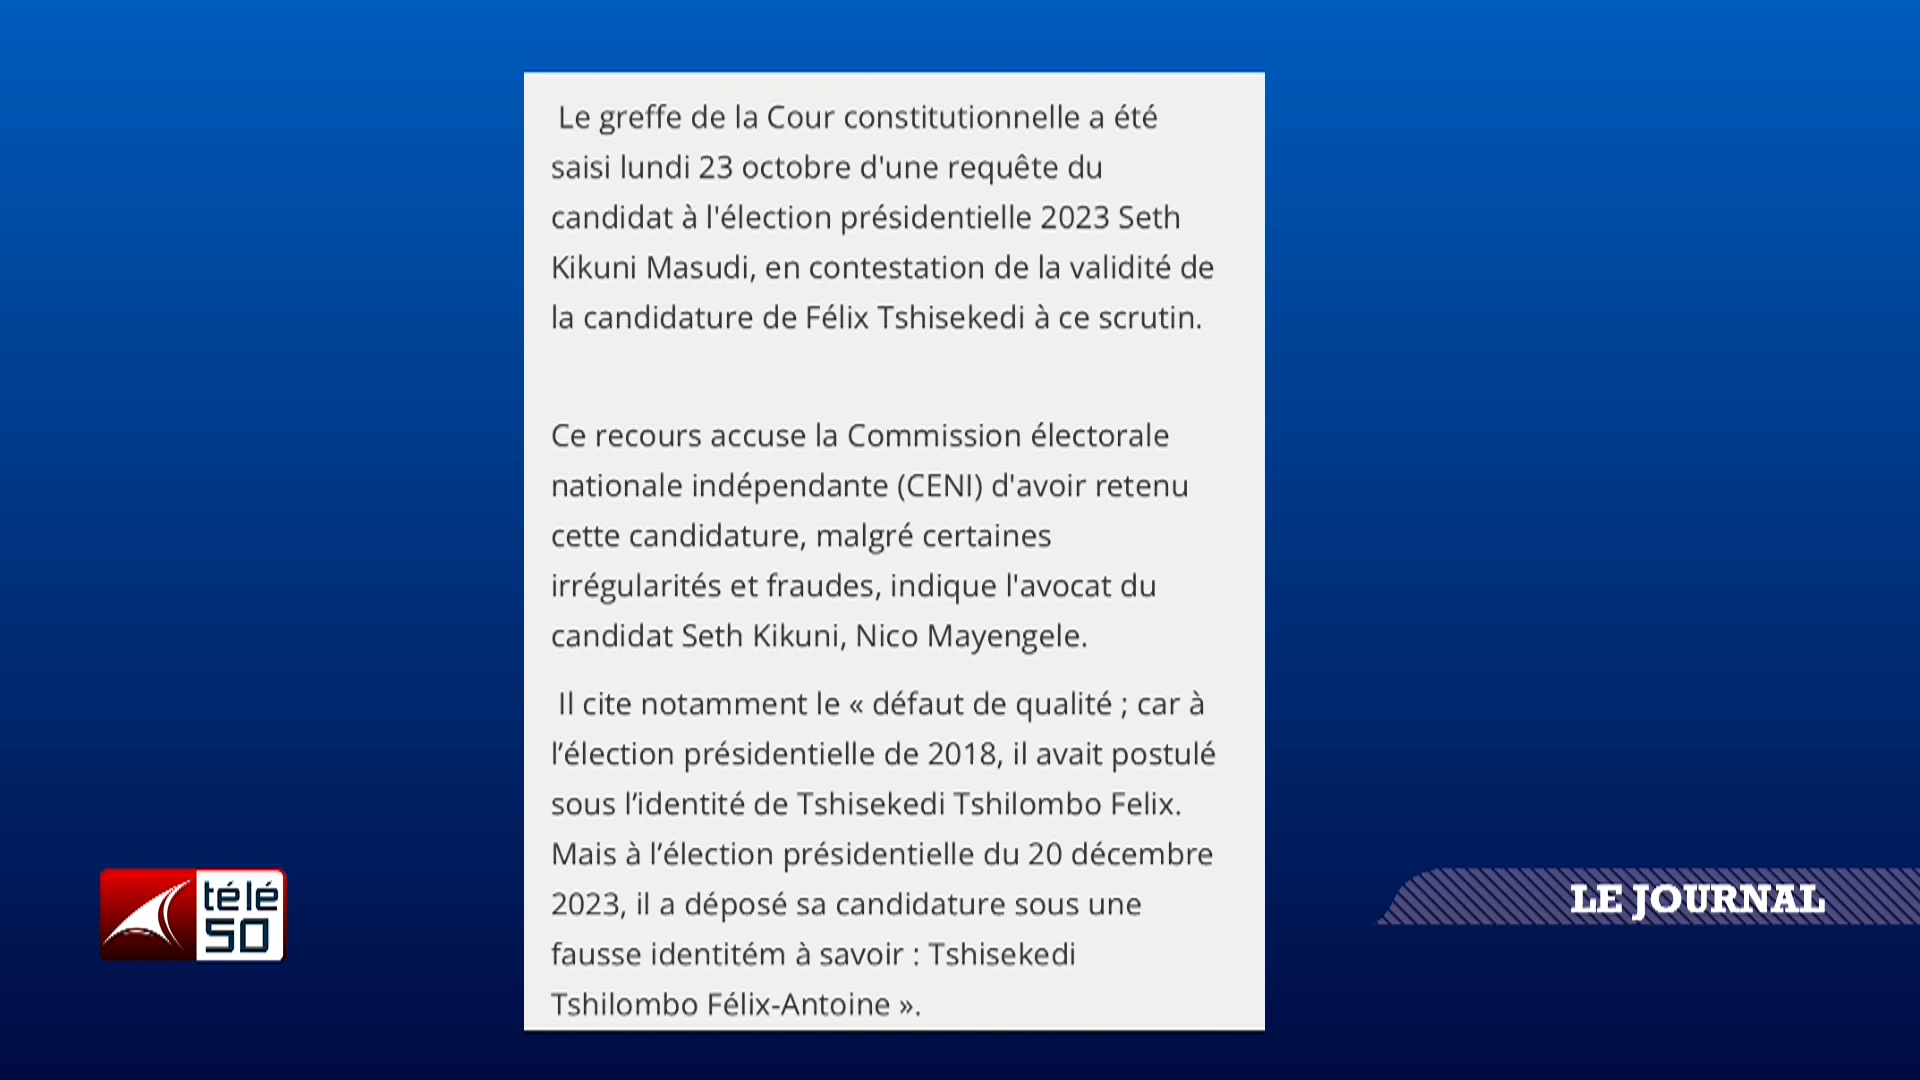 Le greffe de la Cour constitutionnelle a été
saisi lundi 23 octobre d'une requête du
candidat à l'élection présidentielle 2023 Seth
Kikuni Masudi, en contestation de la validité de
la candidature de Félix Tshisekedi à ce scrutin.
Ce recours accuse la Commission électorale
nationale indépendante (CENI) d'avoir retenu
cette candidature, malgré certaines
irrégularités et fraudes, indique l'avocat du
candidat Seth Kikuni, Nico Mayengele.
Il cite notamment le « défaut de qualité ; car à
l’élection présidentielle de 2018, il avait postulé
sous l’identité de Tshisekedi Tshilombo Felix.
Mais à l’élection présidentielle du 20 décembre
2023, il a déposé sa candidature sous une
fausse identitém à savoir : Tshisekedi
Tshilombo Félix-Antoine ».
télé
50
LE JOURNAL